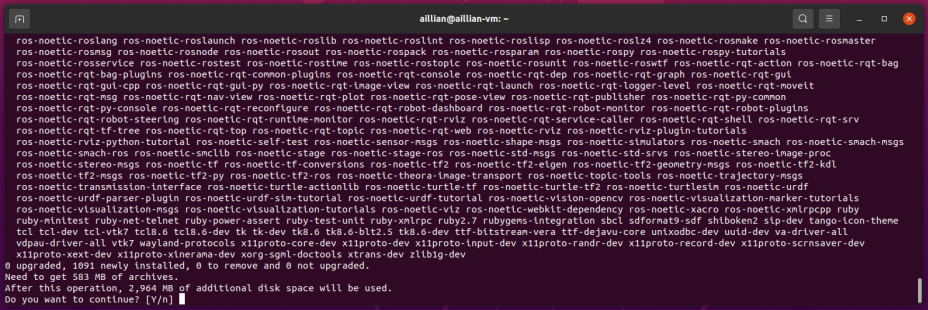 aillian@aillian-vm: ~
ros-noetic-roslang ros-noetic-roslaunch ros-noetic-roslib ros-noetic-roslint ros-noetic-roslisp ros-noetic-roslz4 ros-noetic-rosmake ros-noetic-rosmaster
ros-noetic-rosmsg ros-noetic-rosnode ros-noetic-rosout ros-noetic-rospack ros-noetic-rosparam ros-noetic-rospy ros-noetic-rospy-tutorials
ros-noetic-rosservice ros-noetic-rostest ros-noetic-rostime ros-noetic-rostopic ros-noetic-rosunit ros-noetic-roswtf ros-noetic-rqt-action ros-noetic-rqt-bag
ros-noetic-rqt-bag-plugins ros-noetic-rqt-common-plugins ros-noetic-rqt-console ros-noetic-rqt-dep ros-noetic-rqt-graph ros-noetic-rqt-gui
ros-noetic-rqt-gui-cpp ros-noetic-rqt-gui-py ros-noetic-rqt-image-view ros-noetic-rqt-launch ros-noetic-rqt-logger-level ros-noetic-rqt-moveit
ros-noetic-rqt-msg ros-noetic-rqt-nav-view ros-noetic-rqt-plot ros-noetic-rqt-pose-view ros-noetic-rqt-publisher ros-noetic-rqt-py-common
ros-noetic-rqt-py-console ros-noetic-rqt-reconfigure ros-noetic-rqt-robot-dashboard ros-noetic-rqt-robot-monitor ros-noetic-rqt-robot-plugins
ros-noetic-rqt-robot-steering ros-noetic-rqt-runtime-monitor ros-noetic-rqt-rviz ros-noetic-rqt-service-caller ros-noetic-rqt-shell ros-noetic-rqt-srv
ros-noetic-rqt-tf-tree ros-noetic-rqt-top ros-noetic-rqt-topic ros-noetic-rqt-web ros-noetic-rviz ros-noetic-rviz-plugin-tutorials
ros-noetic-rviz-python-tutorial ros-noetic-self-test ros-noetic-sensor-msgs ros-noetic-shape-msgs ros-noetic-simulators ros-noetic-smach ros-noetic-smach-msgs
ros-noetic-smach-ros ros-noetic-smclib ros-noetic-stage ros-noetic-stage-ros ros-noetic-std-msgs ros-noetic-std-srvs ros-noetic-stereo-image-proc
ros-noetic-stereo-msgs ros-noetic-tf ros-noetic-tf-conversions ros-noetic-tf2 ros-noetic-tf2-eigen ros-noetic-tf2-geometry-msgs ros-noetic-tf2-kdl
ros-noetic-tf2-msgs ros-noetic-tf2-py ros-noetic-tf2-ros ros-noetic-theora-image-transport ros-noetic-topic-tools ros-noetic-trajectory-msgs
ros-noetic-transmission-interface ros-noetic-turtle-actionlib ros-noetic-turtle-tf ros-noetic-turtle-tf2 ros-noetic-turtlesim ros-noetic-urdf
ros-noetic-urdf-parser-plugin ros-noetic-urdf-sim-tutorial ros-noetic-urdf-tutorial ros-noetic-vision-opencv ros-noetic-visualization-marker-tutorials
ros-noetic-visualization-msgs ros-noetic-visualization-tutorials ros-noetic-viz ros-noetic-webkit-dependency ros-noetic-xacro ros-noetic-xmlrpcpp ruby
ruby-minitest ruby-net-telnet ruby-power-assert ruby-test-unit ruby-xmlrpc ruby2.7 rubygems-integration sbcl sdformat9-sdf shiboken2 sip-dev tango-icon-theme
tcl tcl-dev tcl-vtk7 tcl8.6 tcl8.6-dev tk tk-dev tk8.6 tk8.6-blt2.5 tk8.6-dev ttf-bitstream-vera ttf-dejavu-core unixodbc-dev uuid-dev va-driver-all
vdpau-driver-all vtk7 wayland-protocols x11proto-core-dev x11proto-dev x11proto-input-dev x11proto-randr-dev x11proto-record-dev x11proto-scrnsaver-dev
x11proto-xext-dev x11proto-xinerama-dev xorg-sgml-doctools xtrans-dev zlib1g-dev
0 upgraded, 1091 newly installed, 0 to remove and 0 not upgraded.
Need to get 583 MB of archives.
After this operation, 2,964 MB of additional disk space will be used.
Do you want to continue? [Y/n]